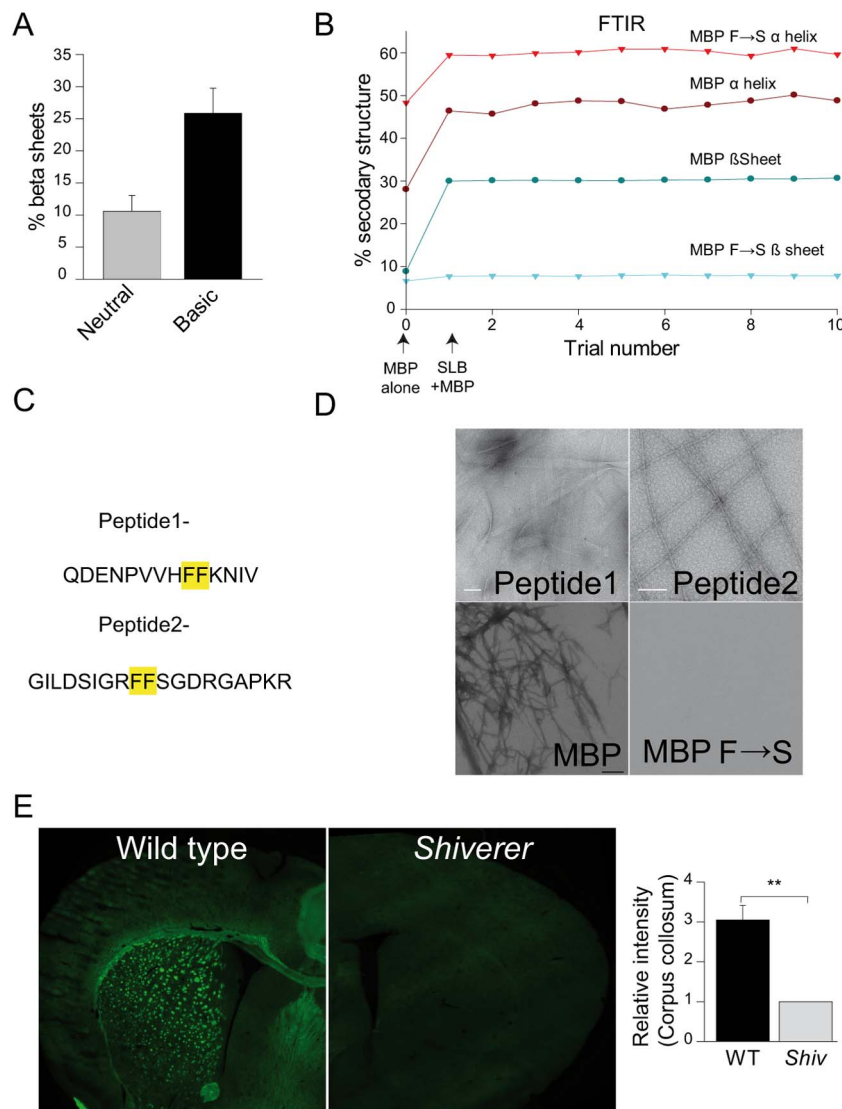 A
35
30
25
20
15
10
5
0
% beta sheets
Neutral
Basic
B
FTIR
60
50
40
30
20
10
0
% secodary structure
MBP F→S α helix
MBP α helix
MBP ßSheet
MBP F→S ß sheet
0 2 4 6 8 10
Trial number
MBP
alone
SLB
+MBP
C
Peptide1-
QDENPVVHFFKNIV
Peptide2-
GILDSIGRFFSGDRGAPKR
D
Peptide1
Peptide2
MBP
MBP F→S
E
Wild type
Shiverer
Relative intensity
(Corpus collosum)
4
3
2
1
0
**
WT
Shiv